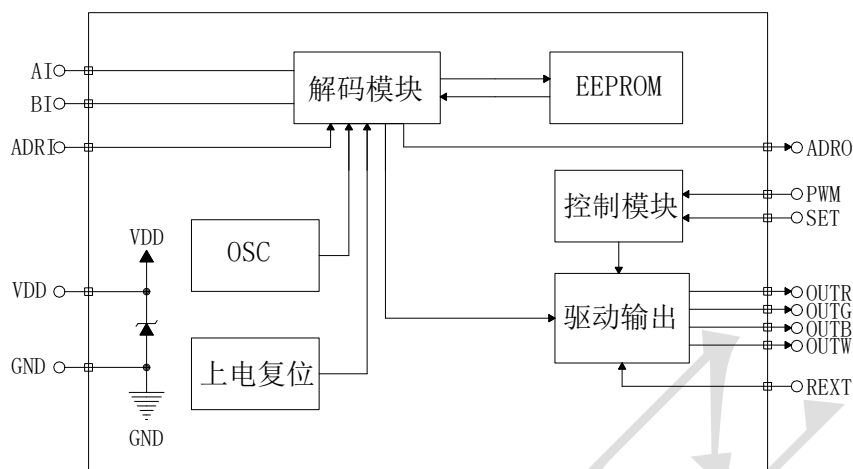 AI
BI
ADRI
解码模块
EEPROM
ADRO
PWM
SET
控制模块
OSC
VDD
VDD
GND
GND
上电复位
驱动输出
OUTR
OUTG
OUTB
OUTW
REXT